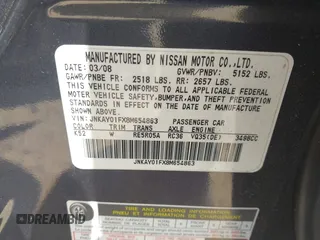 MANUFACTURED BY NISSAN MOTOR CO.,LTD.
DATE 03/08 GVWR/PNBV: 5152 LBS.
GAWR/PNBE FR: 2518 LBS. RR: 2657 LBS.
THIS VEHICLE CONFORMS TO ALL APPLICABLE FEDERAL
SAFETY, BUMPER, AND THEFT PREVENTION STANDARDS
IN EFFECT ON THE DATE OF MANUFACTURE SHOWN ABOVE.
VIN: JNKAY01FX8M654863 PASSENGER CAR
COLOR TRIM TRANS AXLE ENGINE
K52 RE5R05A RC36 VQ35(DE) 3498CC
JNKAY01FX8M654863
DREAMBID